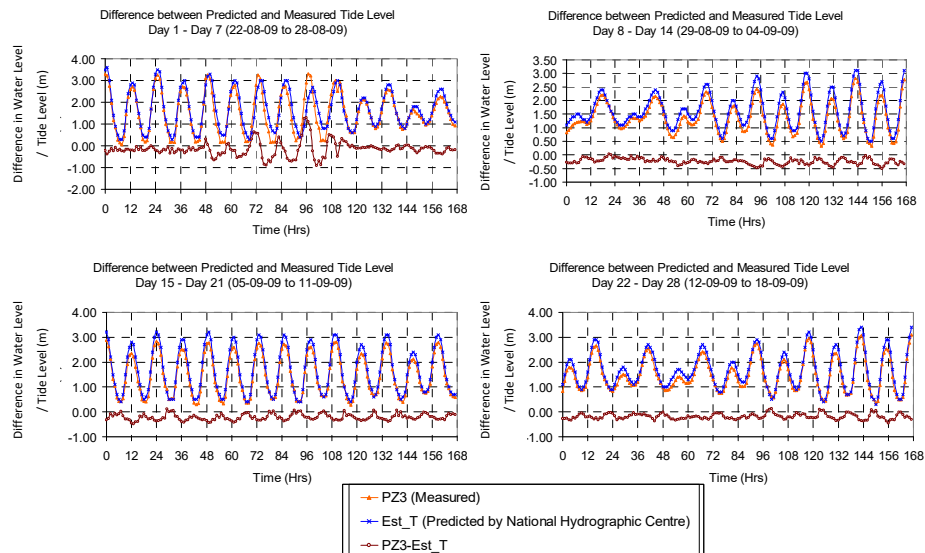 Difference between Predicted and Measured Tide Level
Day 1 - Day 7 (22-08-09 to 28-08-09)
Difference in Water Level
/ Tide Level (m)
4.00
3.00
2.00
1.00
0.00
-1.00
-2.00
0 12 24 36 48 60 72 84 96 108 120 132 144 156 168
Time (Hrs)
Difference between Predicted and Measured Tide Level
Day 8 - Day 14 (29-08-09 to 04-09-09)
Difference in Water Level
/ Tide Level (m)
3.50
3.00
2.50
2.00
1.50
1.00
0.50
0.00
-0.50
-1.00
0 12 24 36 48 60 72 84 96 108 120 132 144 156 168
Time (Hrs)
Difference between Predicted and Measured Tide Level
Day 15 - Day 21 (05-09-09 to 11-09-09)
Difference in Water Level
/ Tide Level (m)
4.00
3.00
2.00
1.00
0.00
-1.00
0 12 24 36 48 60 72 84 96 108 120 132 144 156 168
Time (Hrs)
Difference between Predicted and Measured Tide Level
Day 22 - Day 28 (12-09-09 to 18-09-09)
Difference in Water Level
/ Tide Level (m)
4.00
3.00
2.00
1.00
0.00
-1.00
0 12 24 36 48 60 72 84 96 108 120 132 144 156 168
Time (Hrs)
PZ3 (Measured)
Est_T (Predicted by National Hydrographic Centre)
PZ3-Est_T